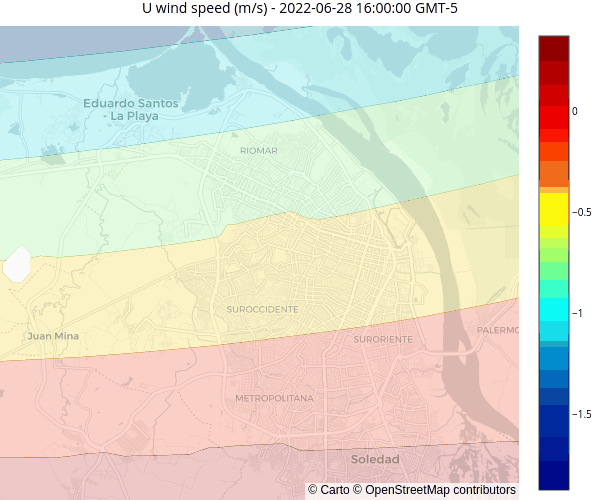 U wind speed (m/s) - 2022-06-28 16:00:00 GMT-5
Eduardo Santos
- La Playa
RIOMAR
SUROCCIDENTE
Juan Mina
SURORIENTE
PALERMO
METROPOLITANA
Soledad
© Carto © OpenStreetMap contributors
0
−0.5
−1
−1.5